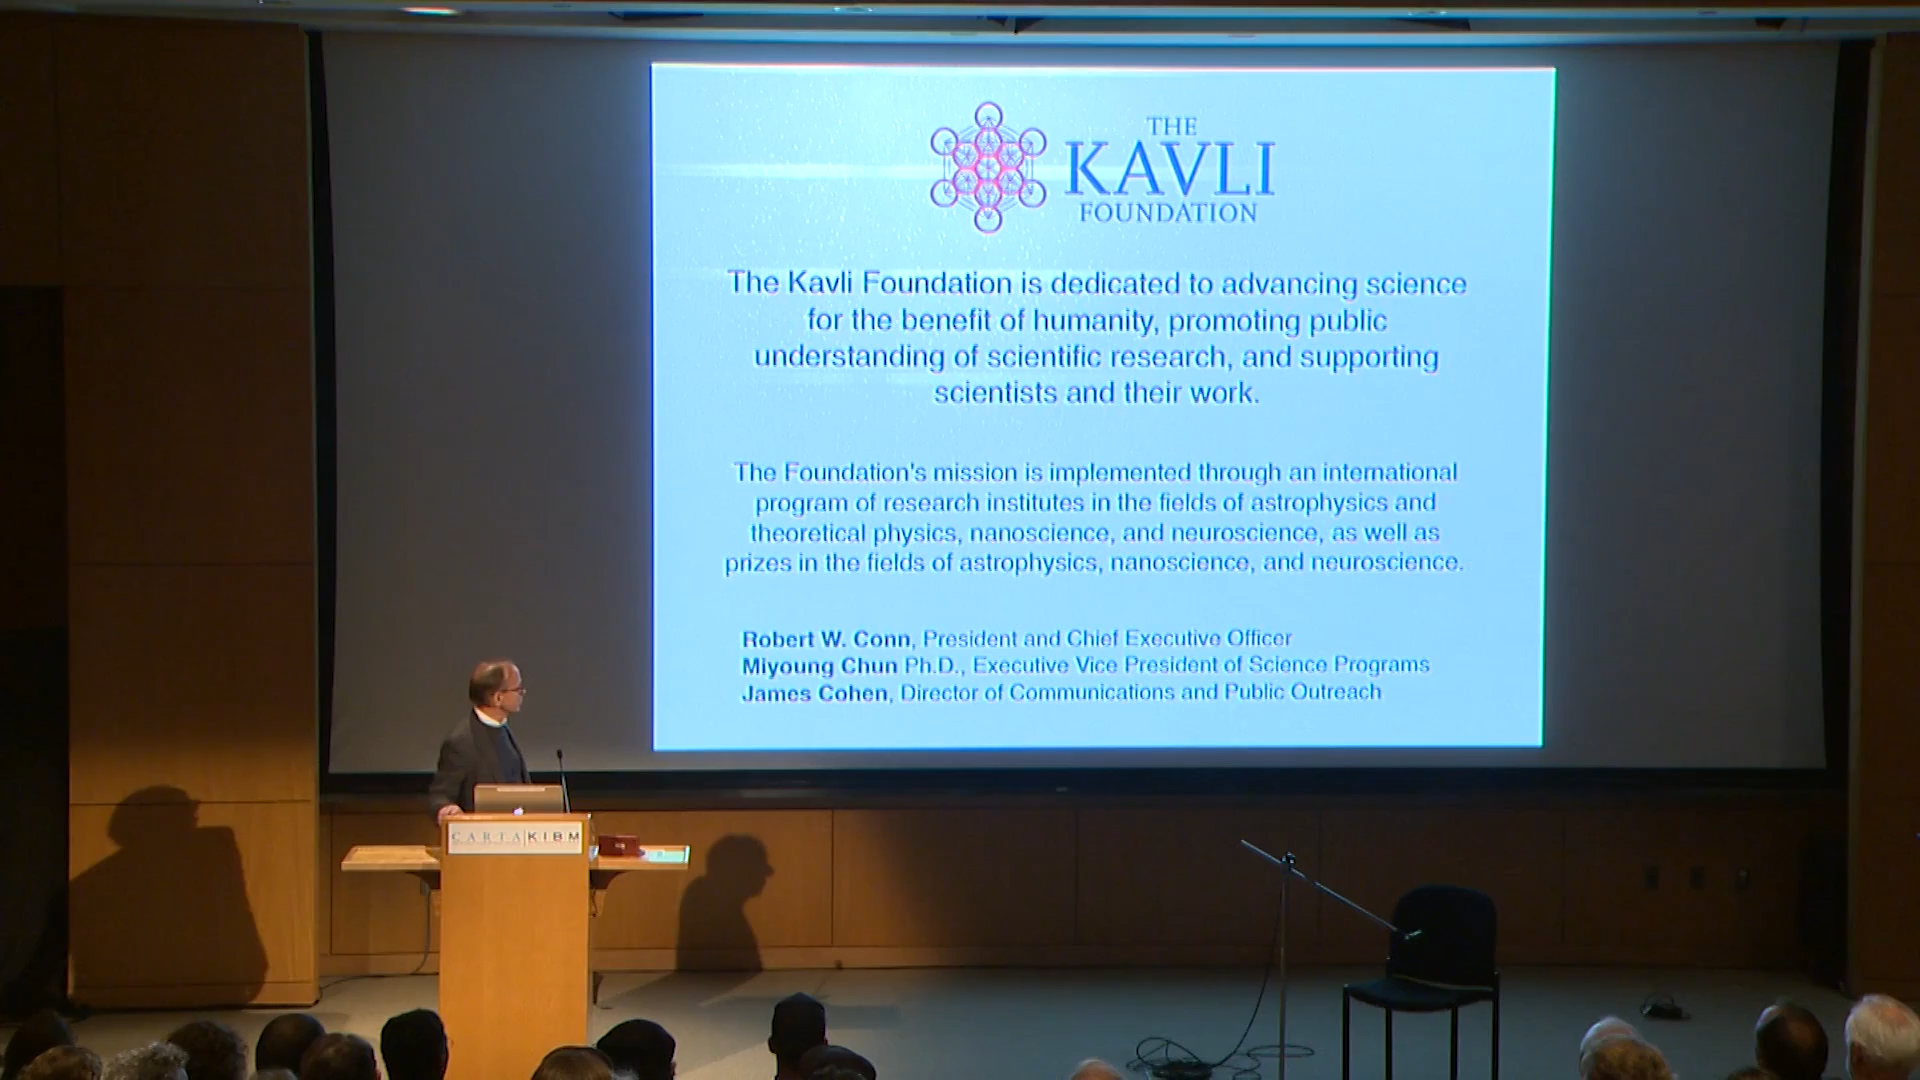 THE
KAVLI
FOUNDATION
The Kavli Foundation is dedicated to advancing science
for the benefit of humanity, promoting public
understanding of scientific research, and supporting
scientists and their work.
The Foundation's mission is implemented through an international
program of research institutes in the fields of astrophysics and
theoretical physics, nanoscience, and neuroscience, as well as
prizes in the fields of astrophysics, nanoscience, and neuroscience.
Robert W. Conn, President and Chief Executive Officer
Miyoung Chun Ph.D., Executive Vice President of Science Programs
James Cohen, Director of Communications and Public Outreach
CARTA|KIBM